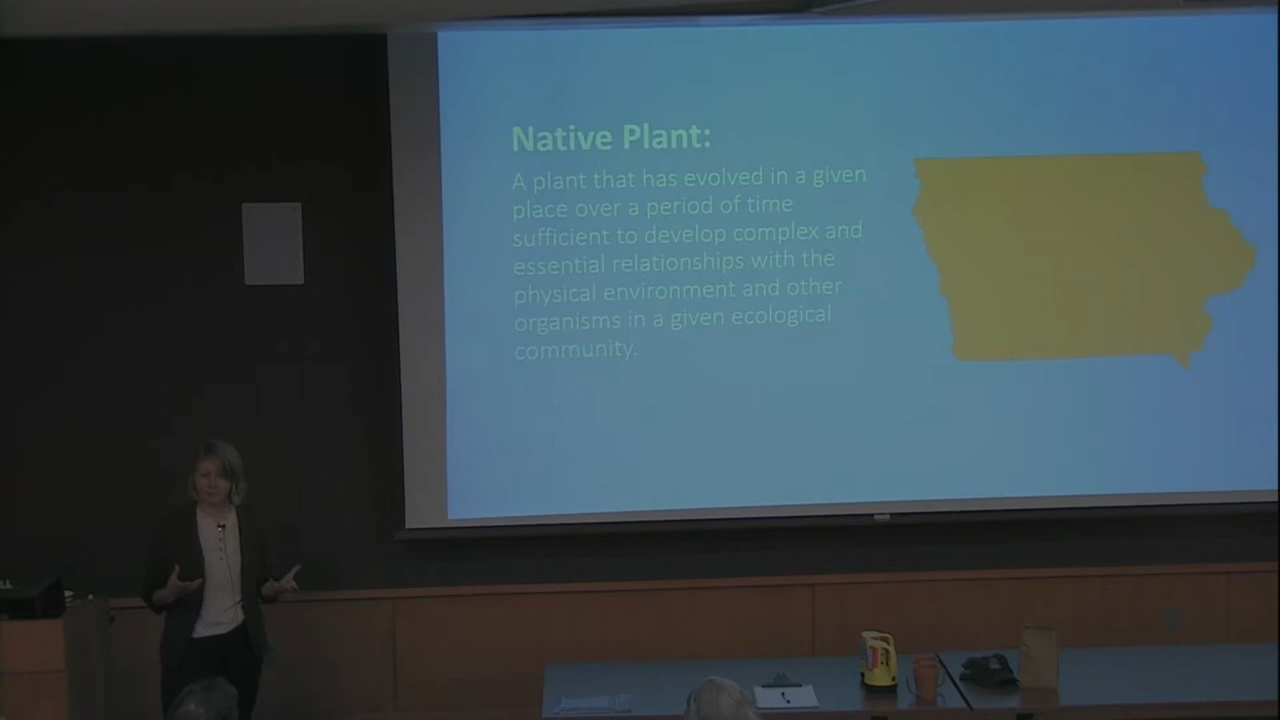 Native Plant:
A plant that has evolved in a given
place over a period of time
sufficient to develop complex and
essential relationships with the
physical environment and other
organisms in a given ecological
community.